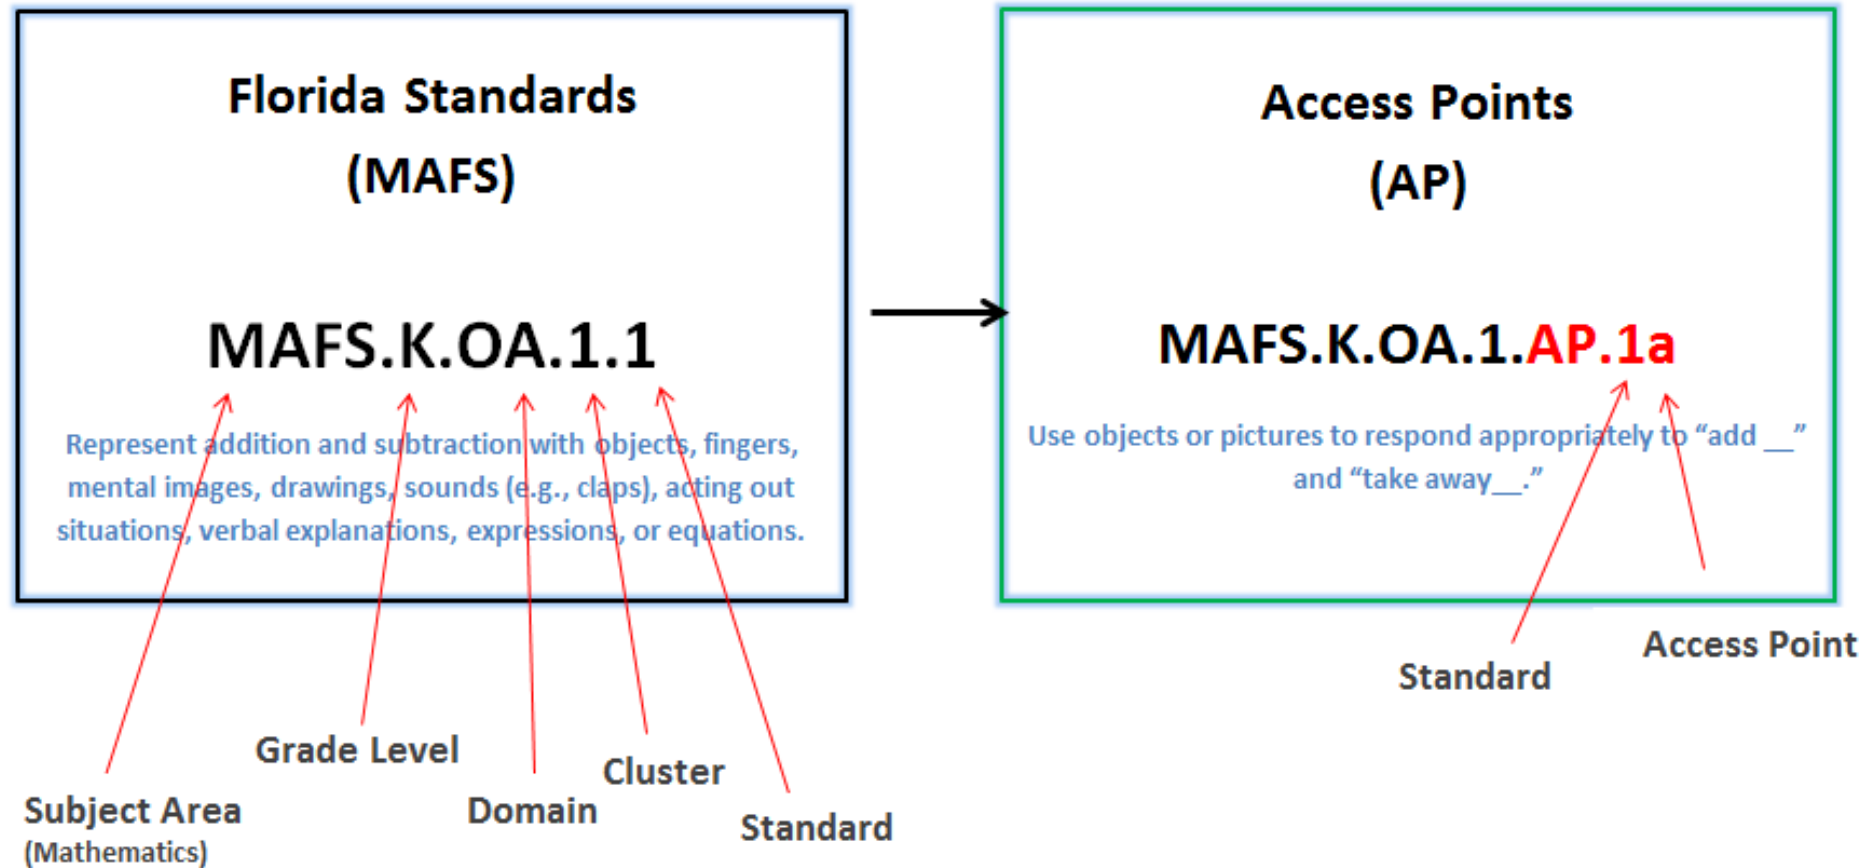 Florida Standards
(MAFS)
MAFS.K.OA.1.1
Represent addition and subtraction with objects, fingers,
mental images, drawings, sounds (e.g., claps), acting out
situations, verbal explanations, expressions, or equations.
Subject Area
(Mathematics)
Grade Level
Domain
Cluster
Standard
Access Points
(AP)
MAFS.K.OA.1.AP.1a
Use objects or pictures to respond appropriately to “add __”
and “take away__.”
Standard
Access Point